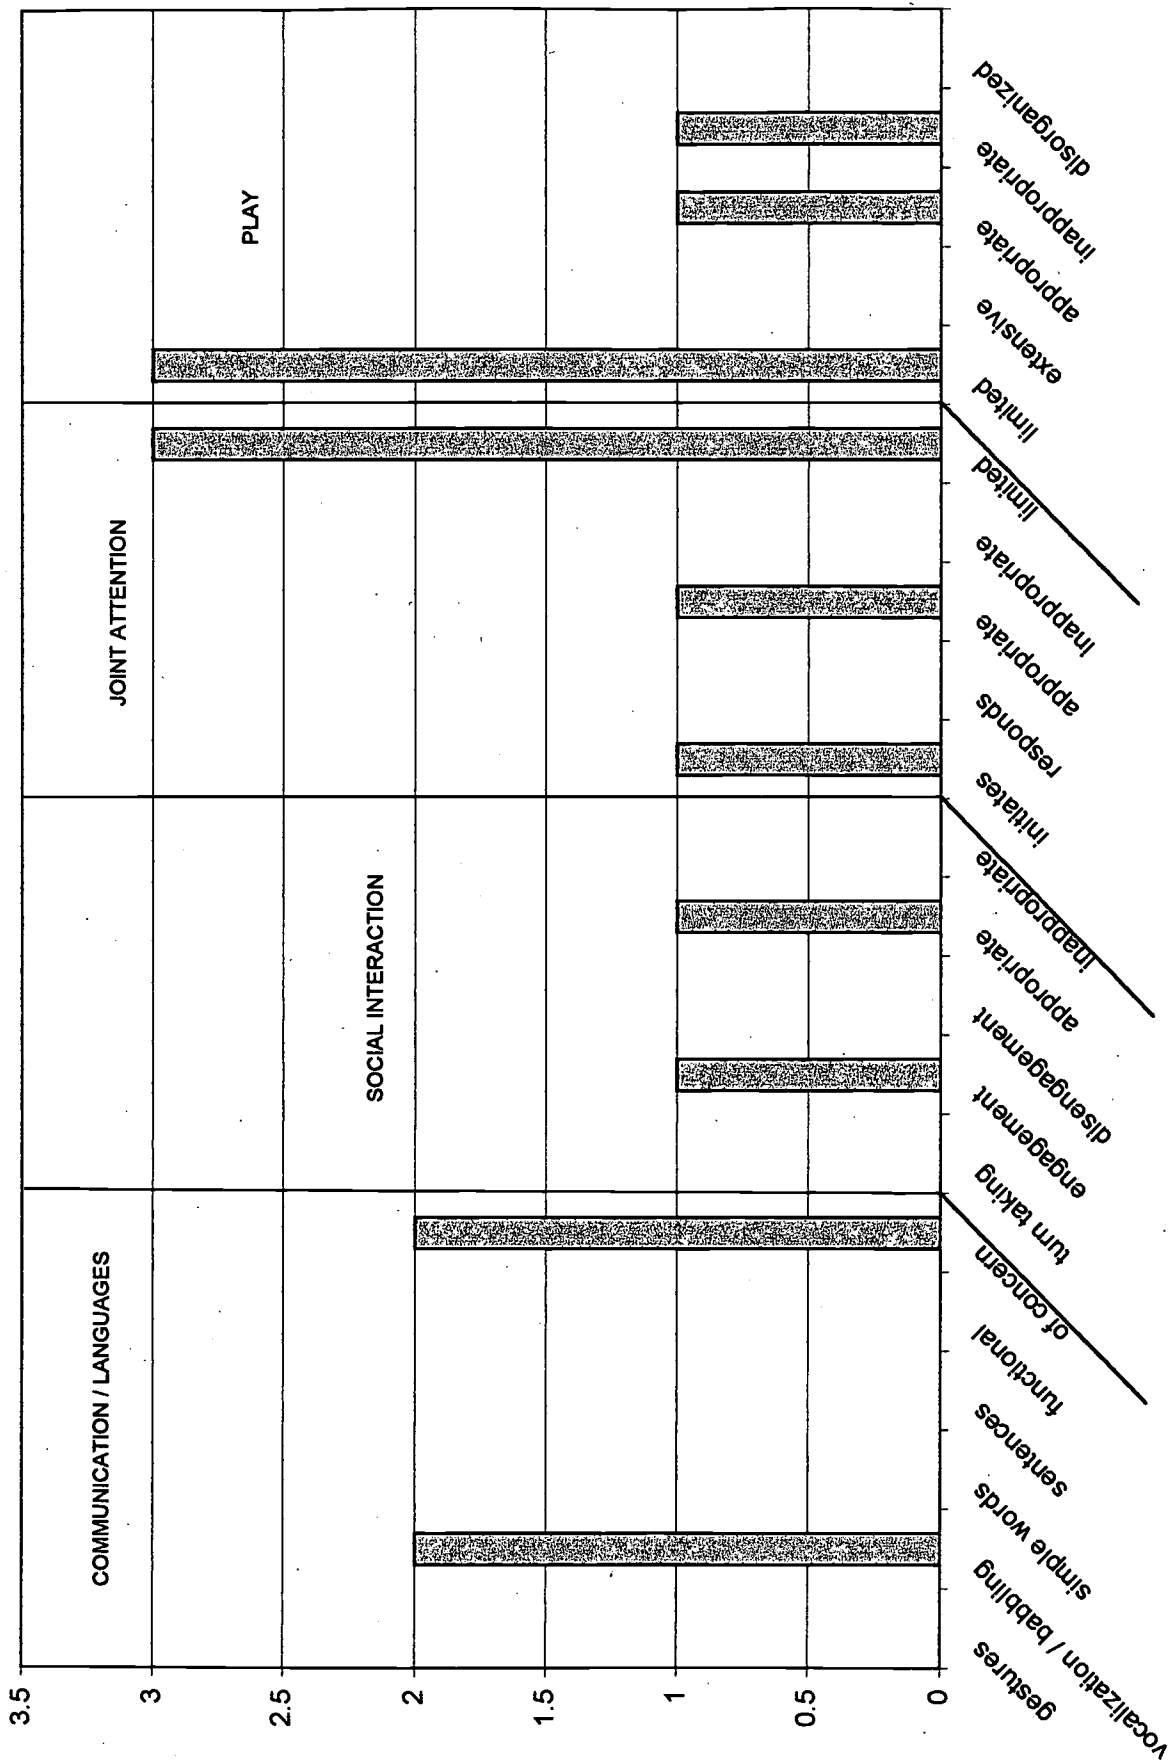 COMMUNICATION / LANGUAGES
SOCIAL INTERACTION
JOINT ATTENTION
PLAY
3.5
3
2.5
2
1.5
1
0.5
0
gestures
vocalization / babbling
simple words
sentences
functional
of concern
turn taking
engagement
disengagement
appropriate
inappropriate
initiates
responds
appropriate
inappropriate
limited
limited
extensive
appropriate
inappropriate
disorganized